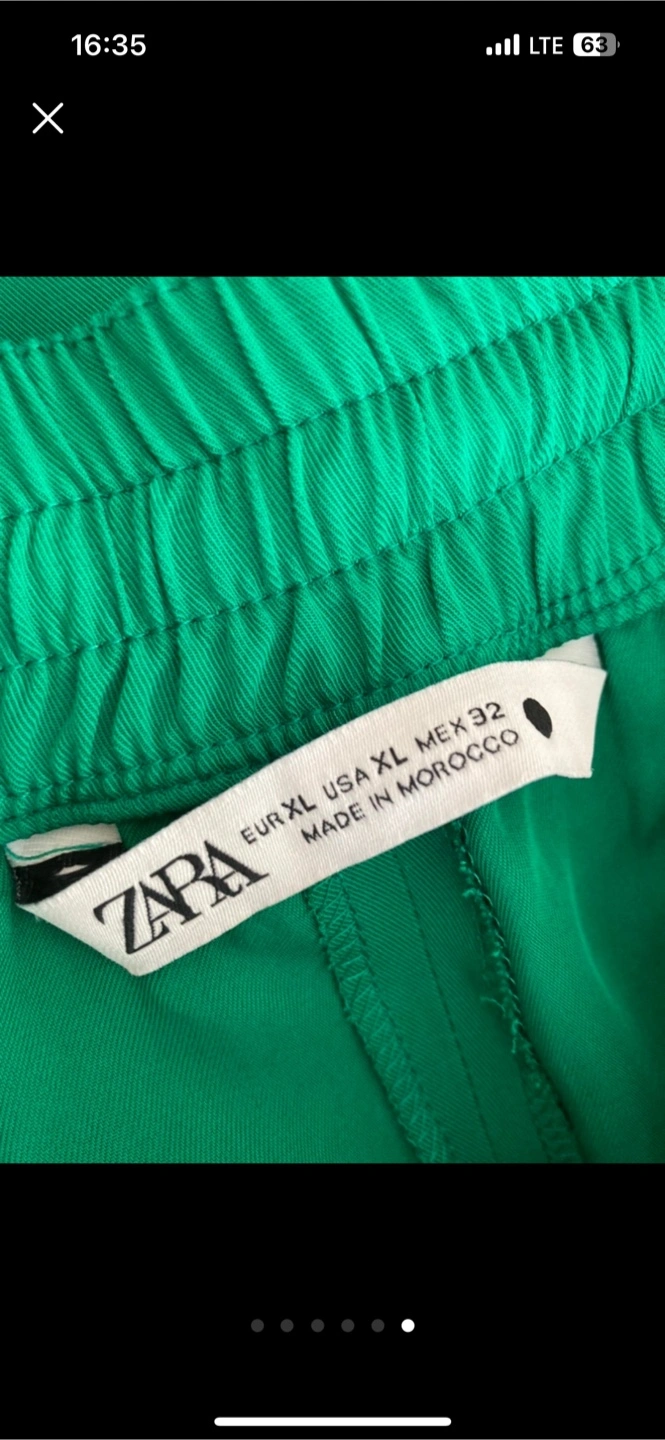 16:35 LTE 63
EUR XL USA XL MEX 32
MADE IN MOROCCO
ZARA